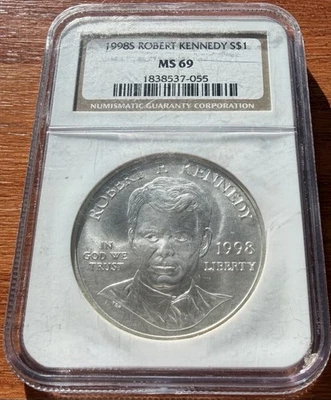 1998S ROBERT KENNEDY S$1
MS 69
1838537-055
NUMISMATIC GUARANTY CORPORATION
ROBERT F. KENNEDY
IN
GOD WE
TRUST
1998
LIBERTY